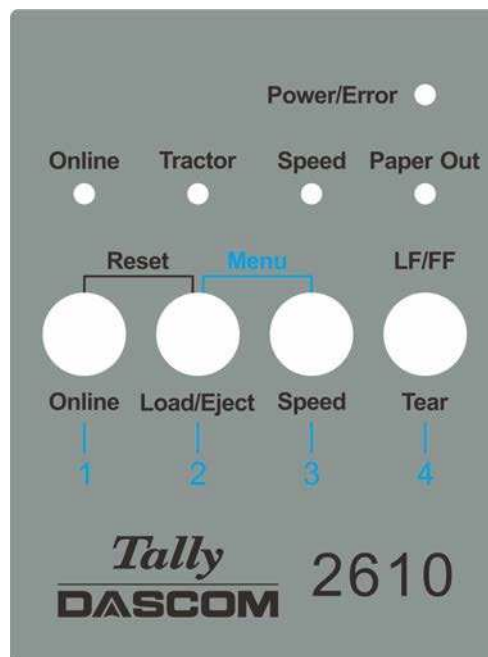 Power/Error
Online Tractor Speed Paper Out
Reset Menu LF/FF
Online Load/Eject Speed Tear
1 2 3 4
Tally
DASCOM 2610